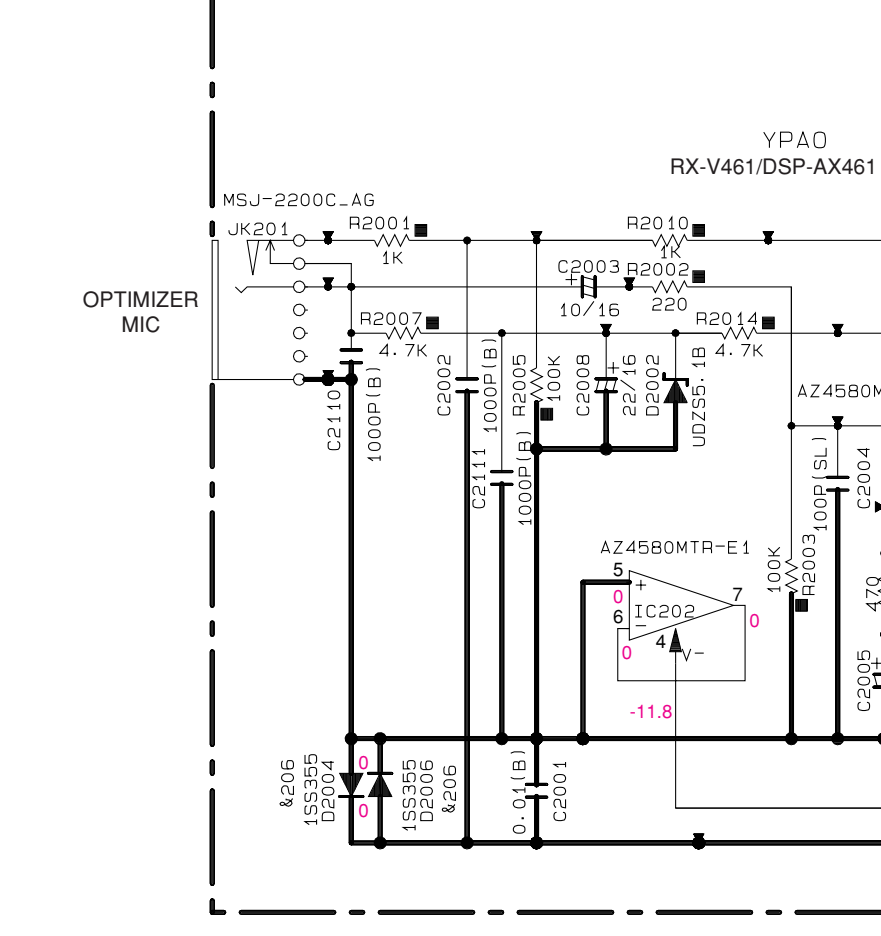 YPAO
RX-V461/DSP-AX461
MSJ-2200C_AG
JK201
R2001
1K
R2010
1K
C2003
+
10/16
R2002
220
OPTIMIZER
MIC
R2007
4.7K
R2014
4.7K
C2110
1000P(B)
C2002
1000P(B)
R2005
100K
C2008
+
22/16
D2002
UDZS5.1B
AZ4580M
C2111
1000P(B)
100P(SL)
C2004
AZ4580MTR-E1
5
+
0
IC202
6
−
0
7
0
4
V-
-11.8
100K
R2003
470
C2005
+
&206
1SS355
D2004
0
0
1SS355
D2006
&206
0.01(B)
C2001